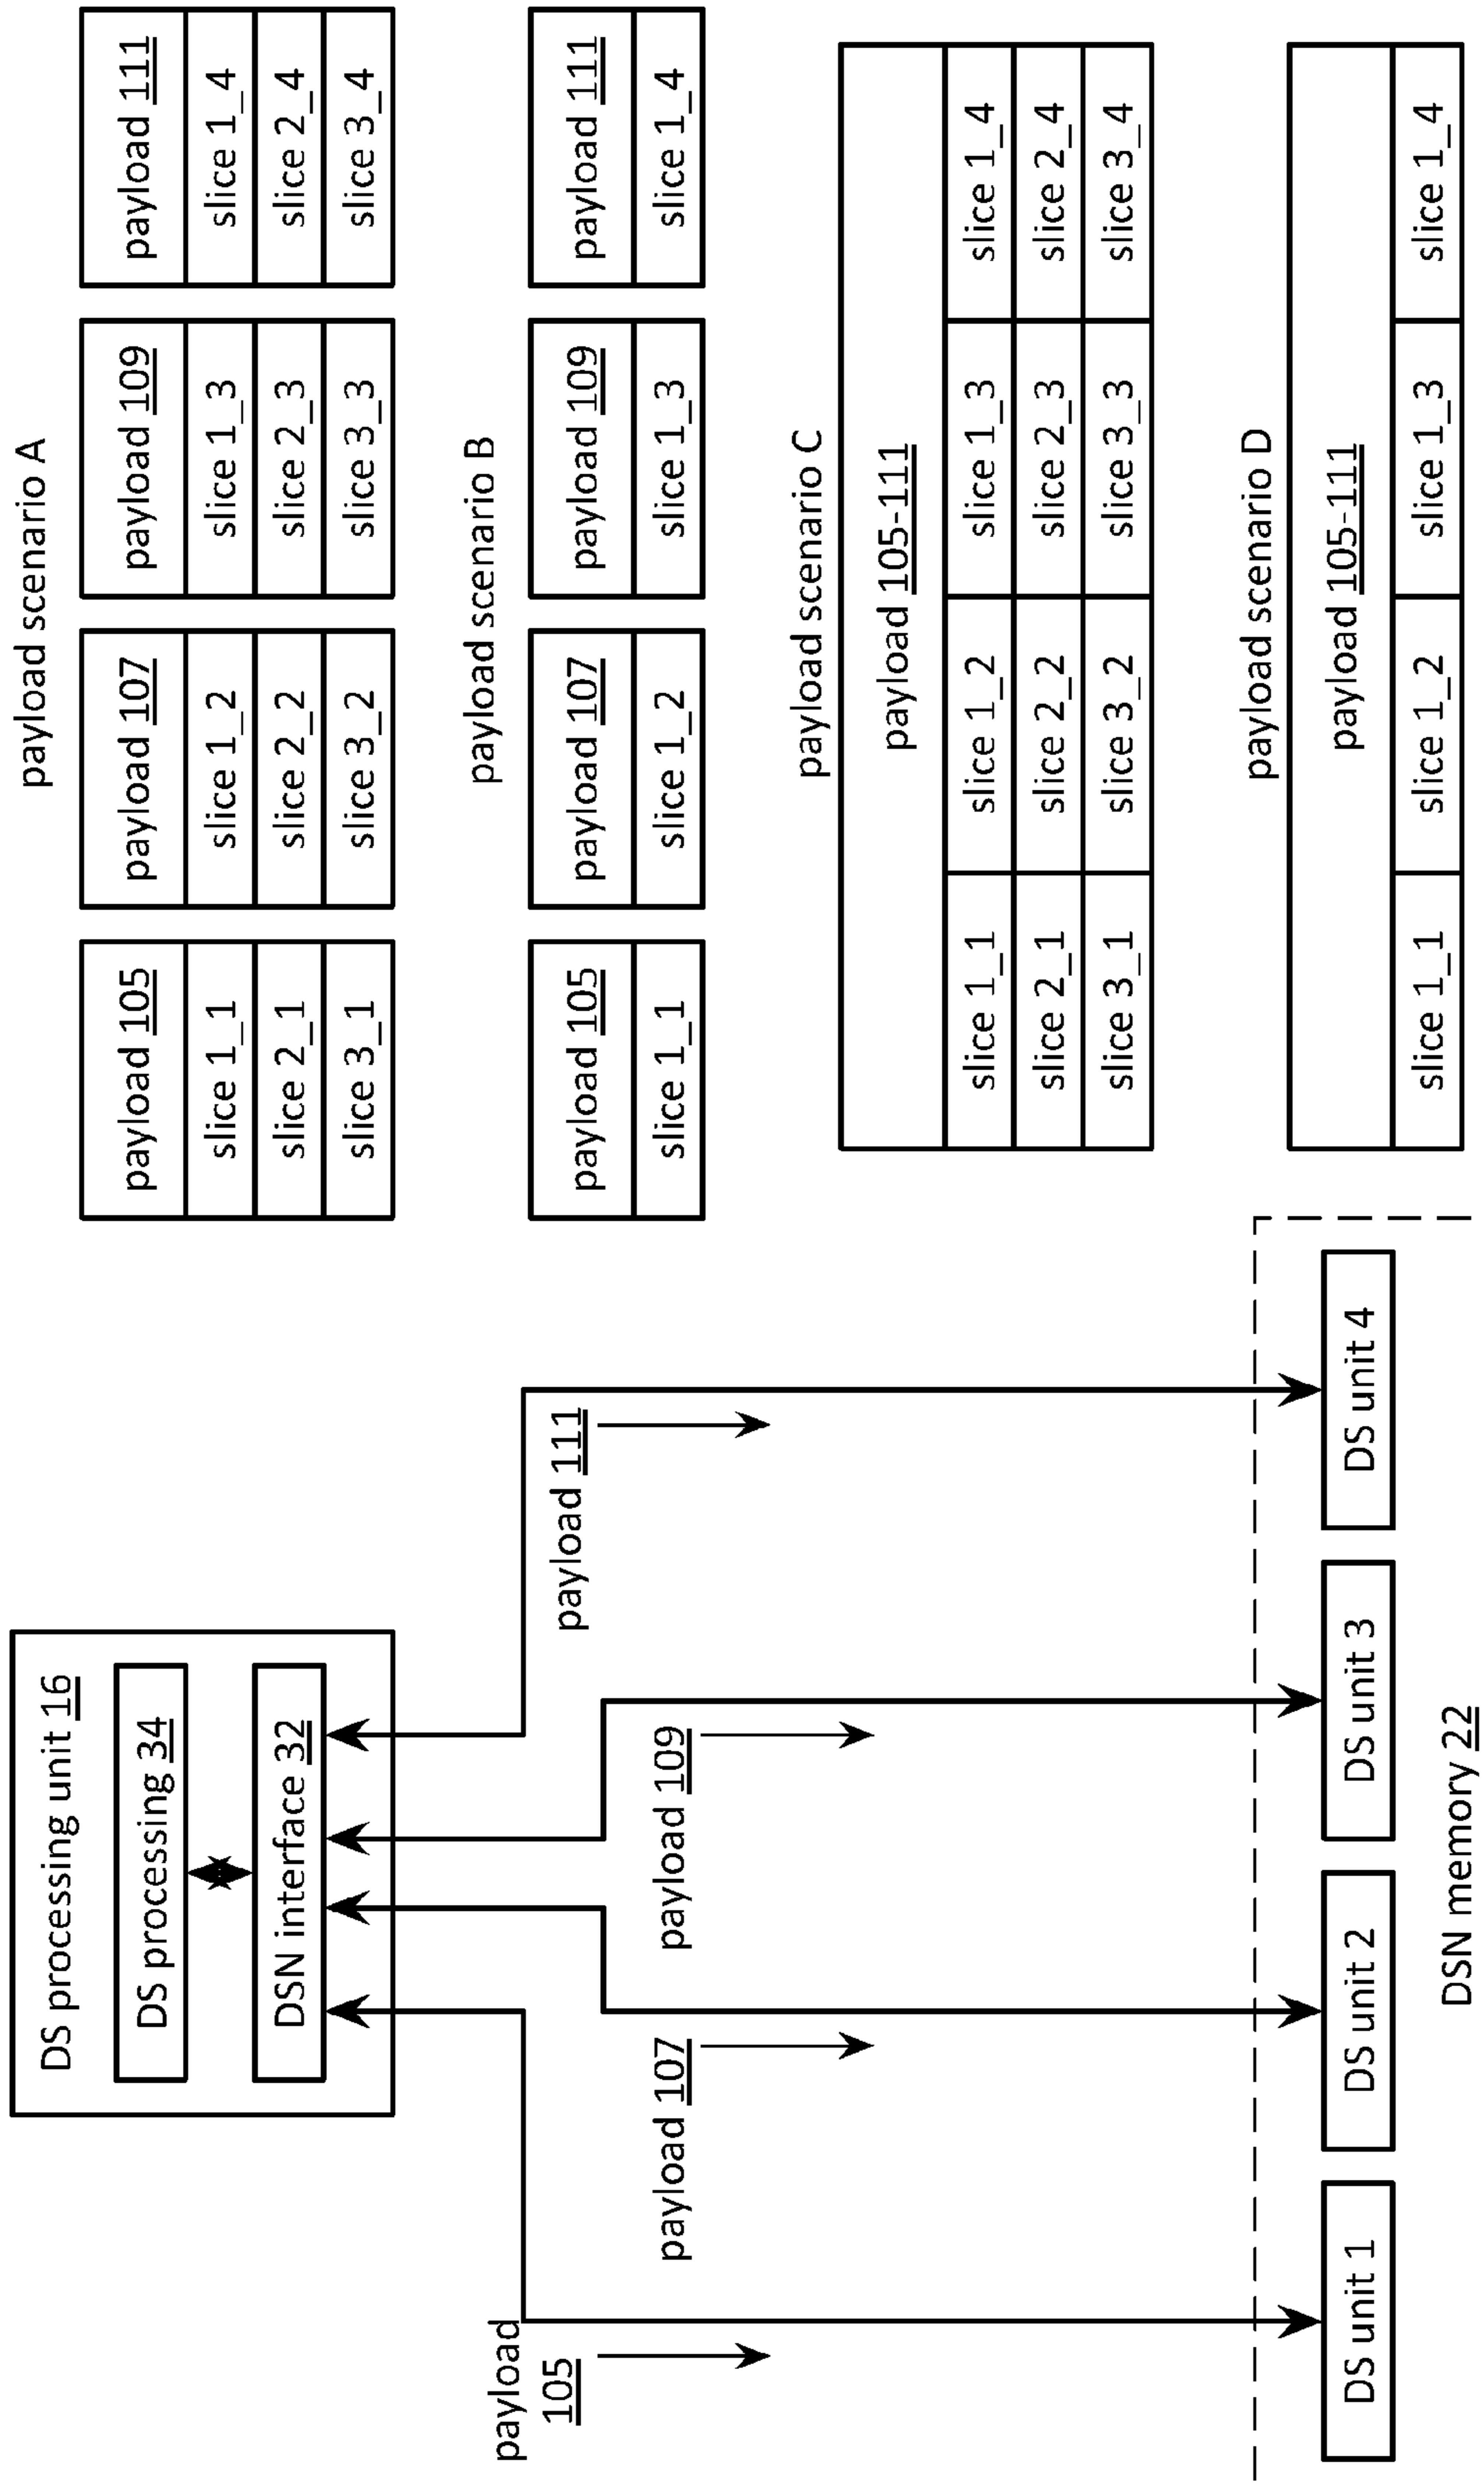 DS processing unit 16
DS processing 34
DSN interface 32
payload
105
payload 107
payload 109
payload 111
DS unit 1
DS unit 2
DS unit 3
DS unit 4
DSN memory 22
payload scenario A
payload 105
slice 1_1
slice 2_1
slice 3_1
payload 107
slice 1_2
slice 2_2
slice 3_2
payload 109
slice 1_3
slice 2_3
slice 3_3
payload 111
slice 1_4
slice 2_4
slice 3_4
payload scenario B
payload 105
slice 1_1
payload 107
slice 1_2
payload 109
slice 1_3
payload 111
slice 1_4
payload scenario C
payload 105-111
slice 1_1 slice 1_2 slice 1_3 slice 1_4
slice 2_1 slice 2_2 slice 2_3 slice 2_4
slice 3_1 slice 3_2 slice 3_3 slice 3_4
payload scenario D
payload 105-111
slice 1_1 slice 1_2 slice 1_3 slice 1_4